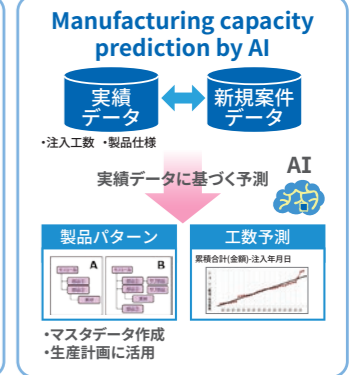 Manufacturing capacity
prediction by AI
実績
データ
新規案件
データ
・注入工数 ・製品仕様
実績データに基づく予測
AI
製品パターン
工数予測
A
B
累積合計(金額)-注入年月日
・マスタデータ作成
・生産計画に活用